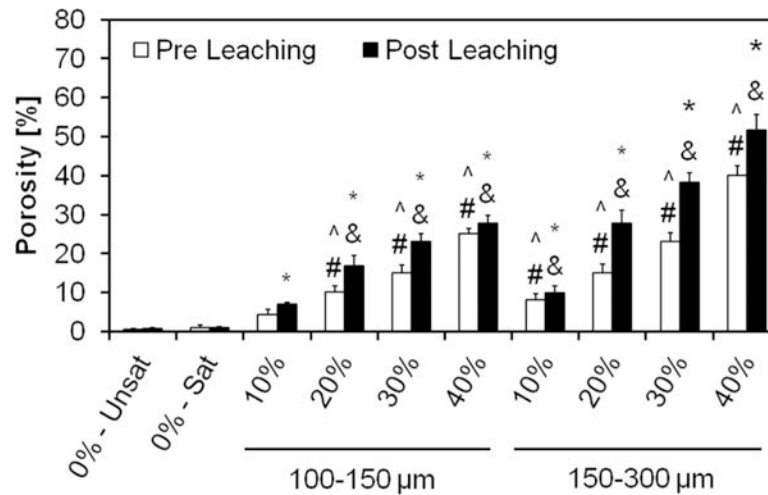 80
70
60
50
40
30
20
10
0
Porosity [%]
Pre Leaching Post Leaching
*
* &
* ^ & #
* ^ & #
* ^ & #
* ^ & #
* ^ & #
* ^ & #
* ^ & #
0% - Unsat 0% - Sat 10% 20% 30% 40% 10% 20% 30% 40%
100-150 µm 150-300 µm